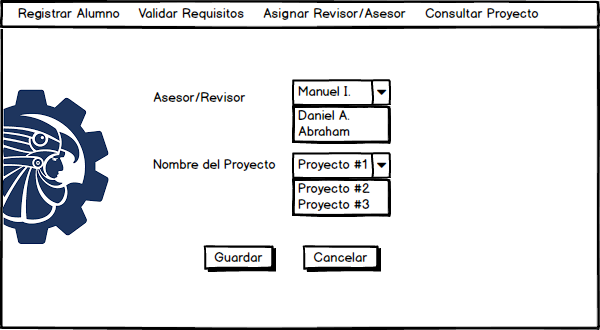 Registrar Alumno Validar Requisitos Asignar Revisor/Asesor Consultar Proyecto
Asesor/Revisor Manuel I.
Daniel A.
Abraham
Nombre del Proyecto Proyecto #1
Proyecto #2
Proyecto #3
Guardar Cancelar